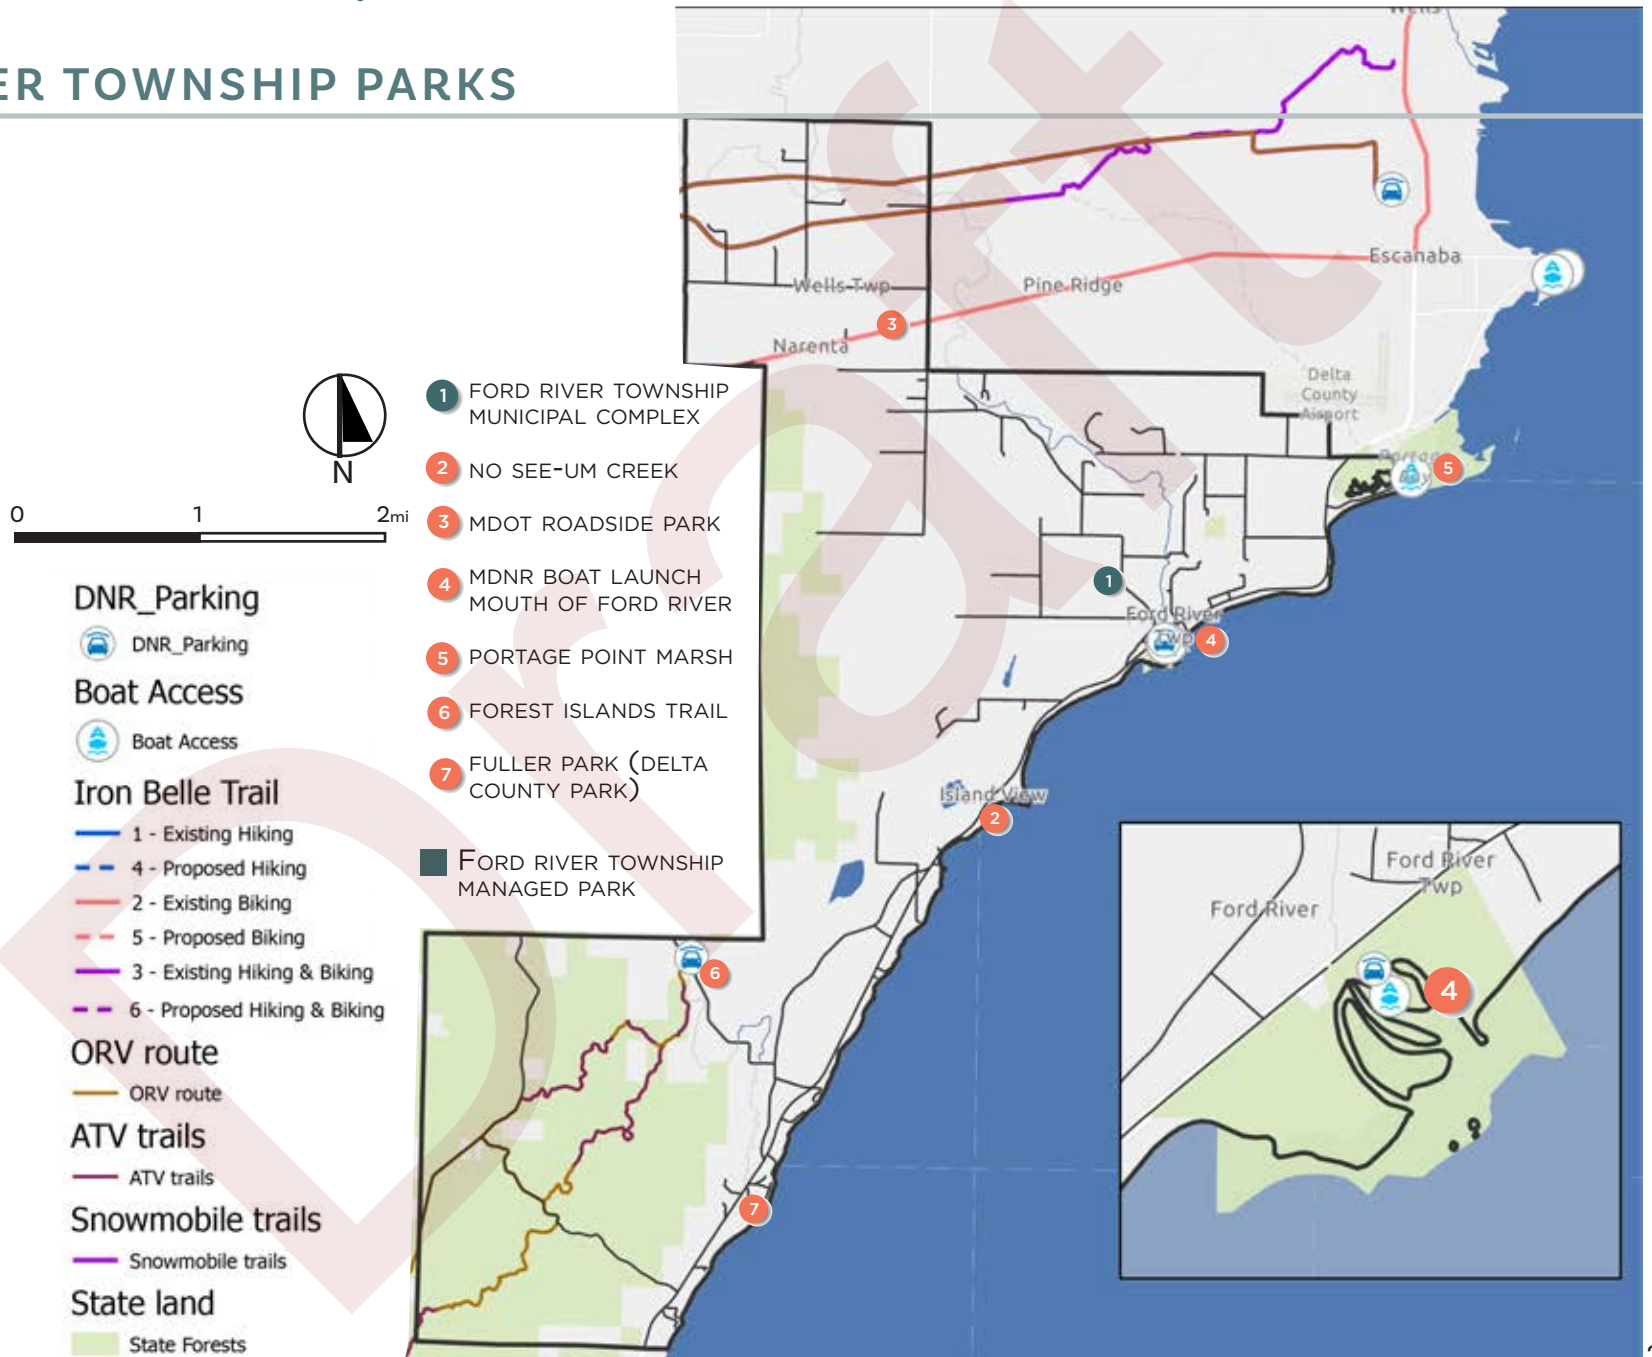 ER TOWNSHIP PARKS
N
0 1 2mi
1 FORD RIVER TOWNSHIP
MUNICIPAL COMPLEX
2 NO SEE-UM CREEK
3 MDOT ROADSIDE PARK
4 MDNR BOAT LAUNCH
MOUTH OF FORD RIVER
5 PORTAGE POINT MARSH
6 FOREST ISLANDS TRAIL
7 FULLER PARK (DELTA
COUNTY PARK)
FORD RIVER TOWNSHIP
MANAGED PARK
DNR_Parking
DNR_Parking
Boat Access
Boat Access
Iron Belle Trail
1 - Existing Hiking
4 - Proposed Hiking
2 - Existing Biking
5 - Proposed Biking
3 - Existing Hiking & Biking
6 - Proposed Hiking & Biking
ORV route
ORV route
ATV trails
ATV trails
Snowmobile trails
Snowmobile trails
State land
State Forests
Wells
Escanaba
Wells Twp
Pine Ridge
3
Narenta
Delta
County
Airport
Portage
Bay
5
1
Ford River
Twp
4
Island View
2
6
7
Ford River
Twp
Ford River
4
Draft